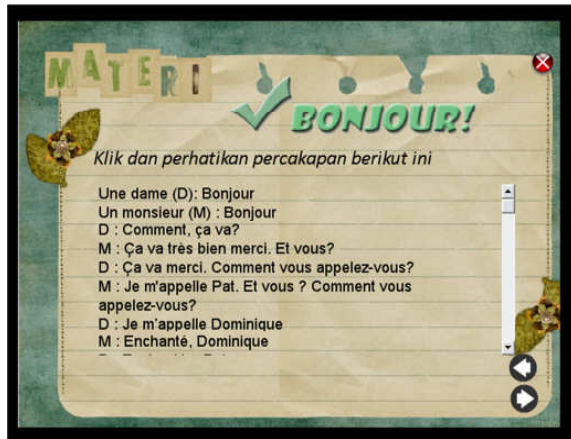 MATERI
BONJOUR!
Klik dan perhatikan percakapan berikut ini
Une dame (D): Bonjour
Un monsieur (M) : Bonjour
D : Comment, ça va?
M : Ça va très bien merci. Et vous?
D : Ça va merci. Comment vous appelez-vous?
M : Je m'appelle Pat. Et vous ? Comment vous
appelez-vous?
D : Je m'appelle Dominique
M : Enchanté, Dominique